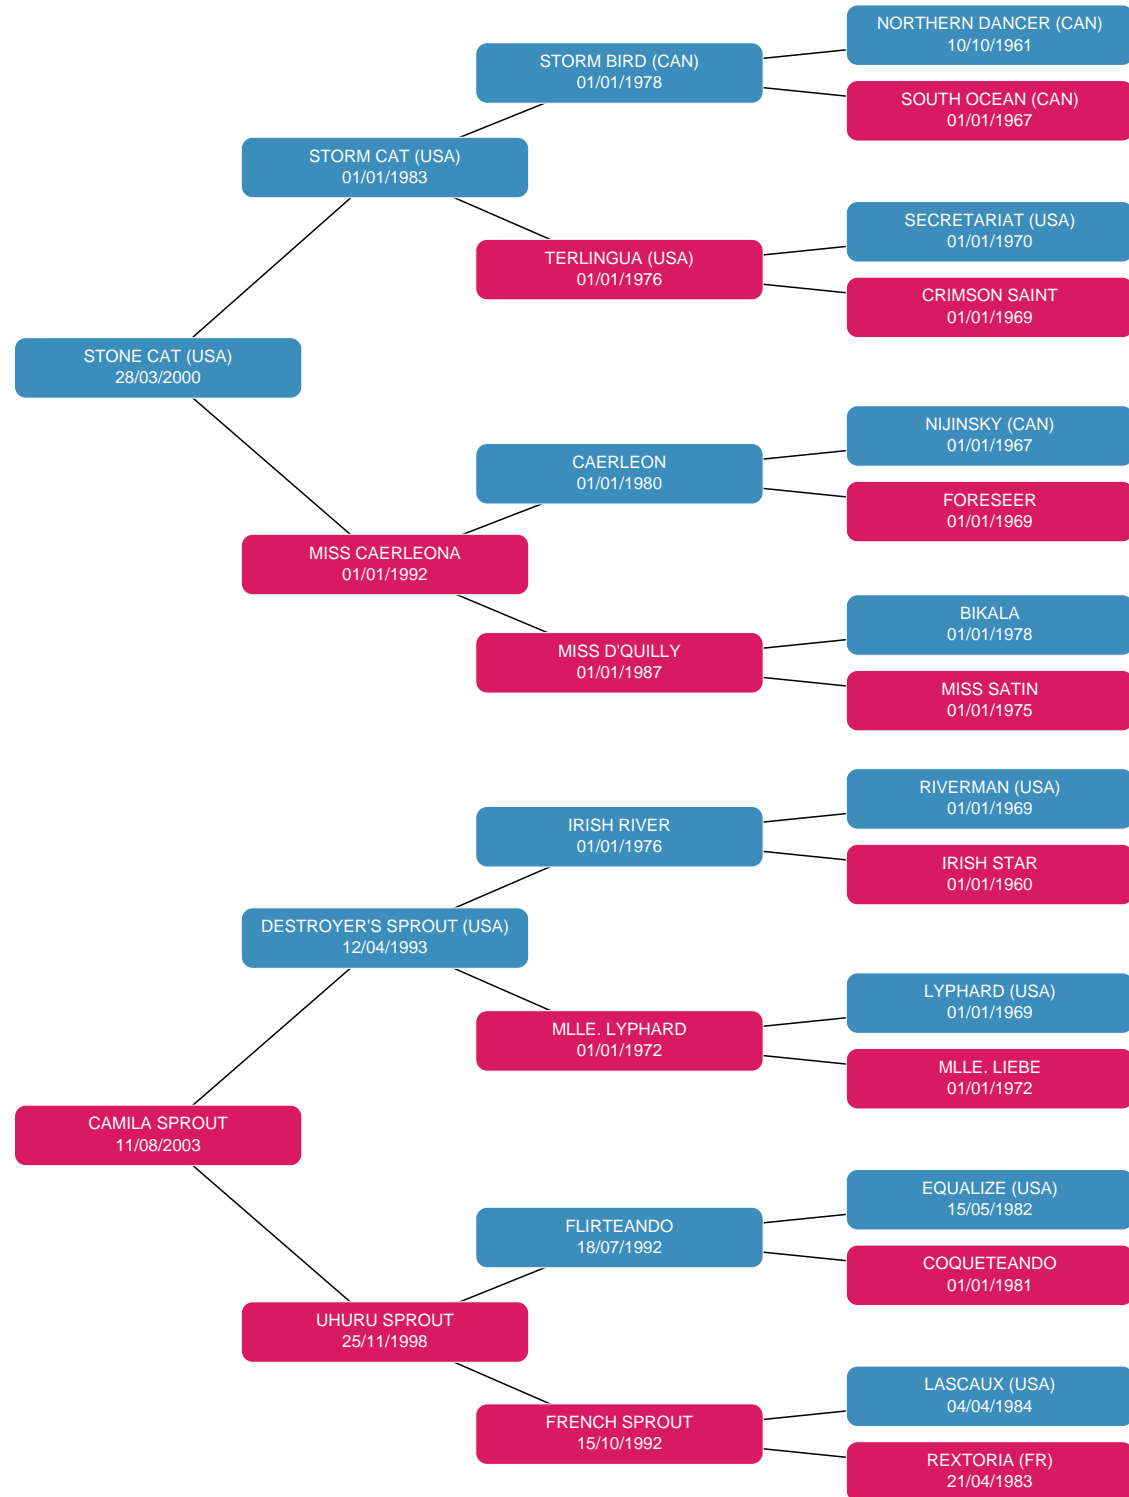 NORTHERN DANCER (CAN)
10/10/1961
STORM BIRD (CAN)
01/01/1978
SOUTH OCEAN (CAN)
01/01/1967
STORM CAT (USA)
01/01/1983
SECRETARIAT (USA)
01/01/1970
TERLINGUA (USA)
01/01/1976
CRIMSON SAINT
01/01/1969
STONE CAT (USA)
28/03/2000
NIJINSKY (CAN)
01/01/1967
CAERLEON
01/01/1980
FORESEER
01/01/1969
MISS CAERLEONA
01/01/1992
BIKALA
01/01/1978
MISS D'QUILLY
01/01/1987
MISS SATIN
01/01/1975
RIVERMAN (USA)
01/01/1969
IRISH RIVER
01/01/1976
IRISH STAR
01/01/1960
DESTROYER'S SPROUT (USA)
12/04/1993
LYPHARD (USA)
01/01/1969
MLLE. LYPHARD
01/01/1972
MLLE. LIEBE
01/01/1972
CAMILA SPROUT
11/08/2003
EQUALIZE (USA)
15/05/1982
FLIRTEANDO
18/07/1992
COQUETEANDO
01/01/1981
UHURU SPROUT
25/11/1998
LASCAUX (USA)
04/04/1984
FRENCH SPROUT
15/10/1992
REXTORIA (FR)
21/04/1983